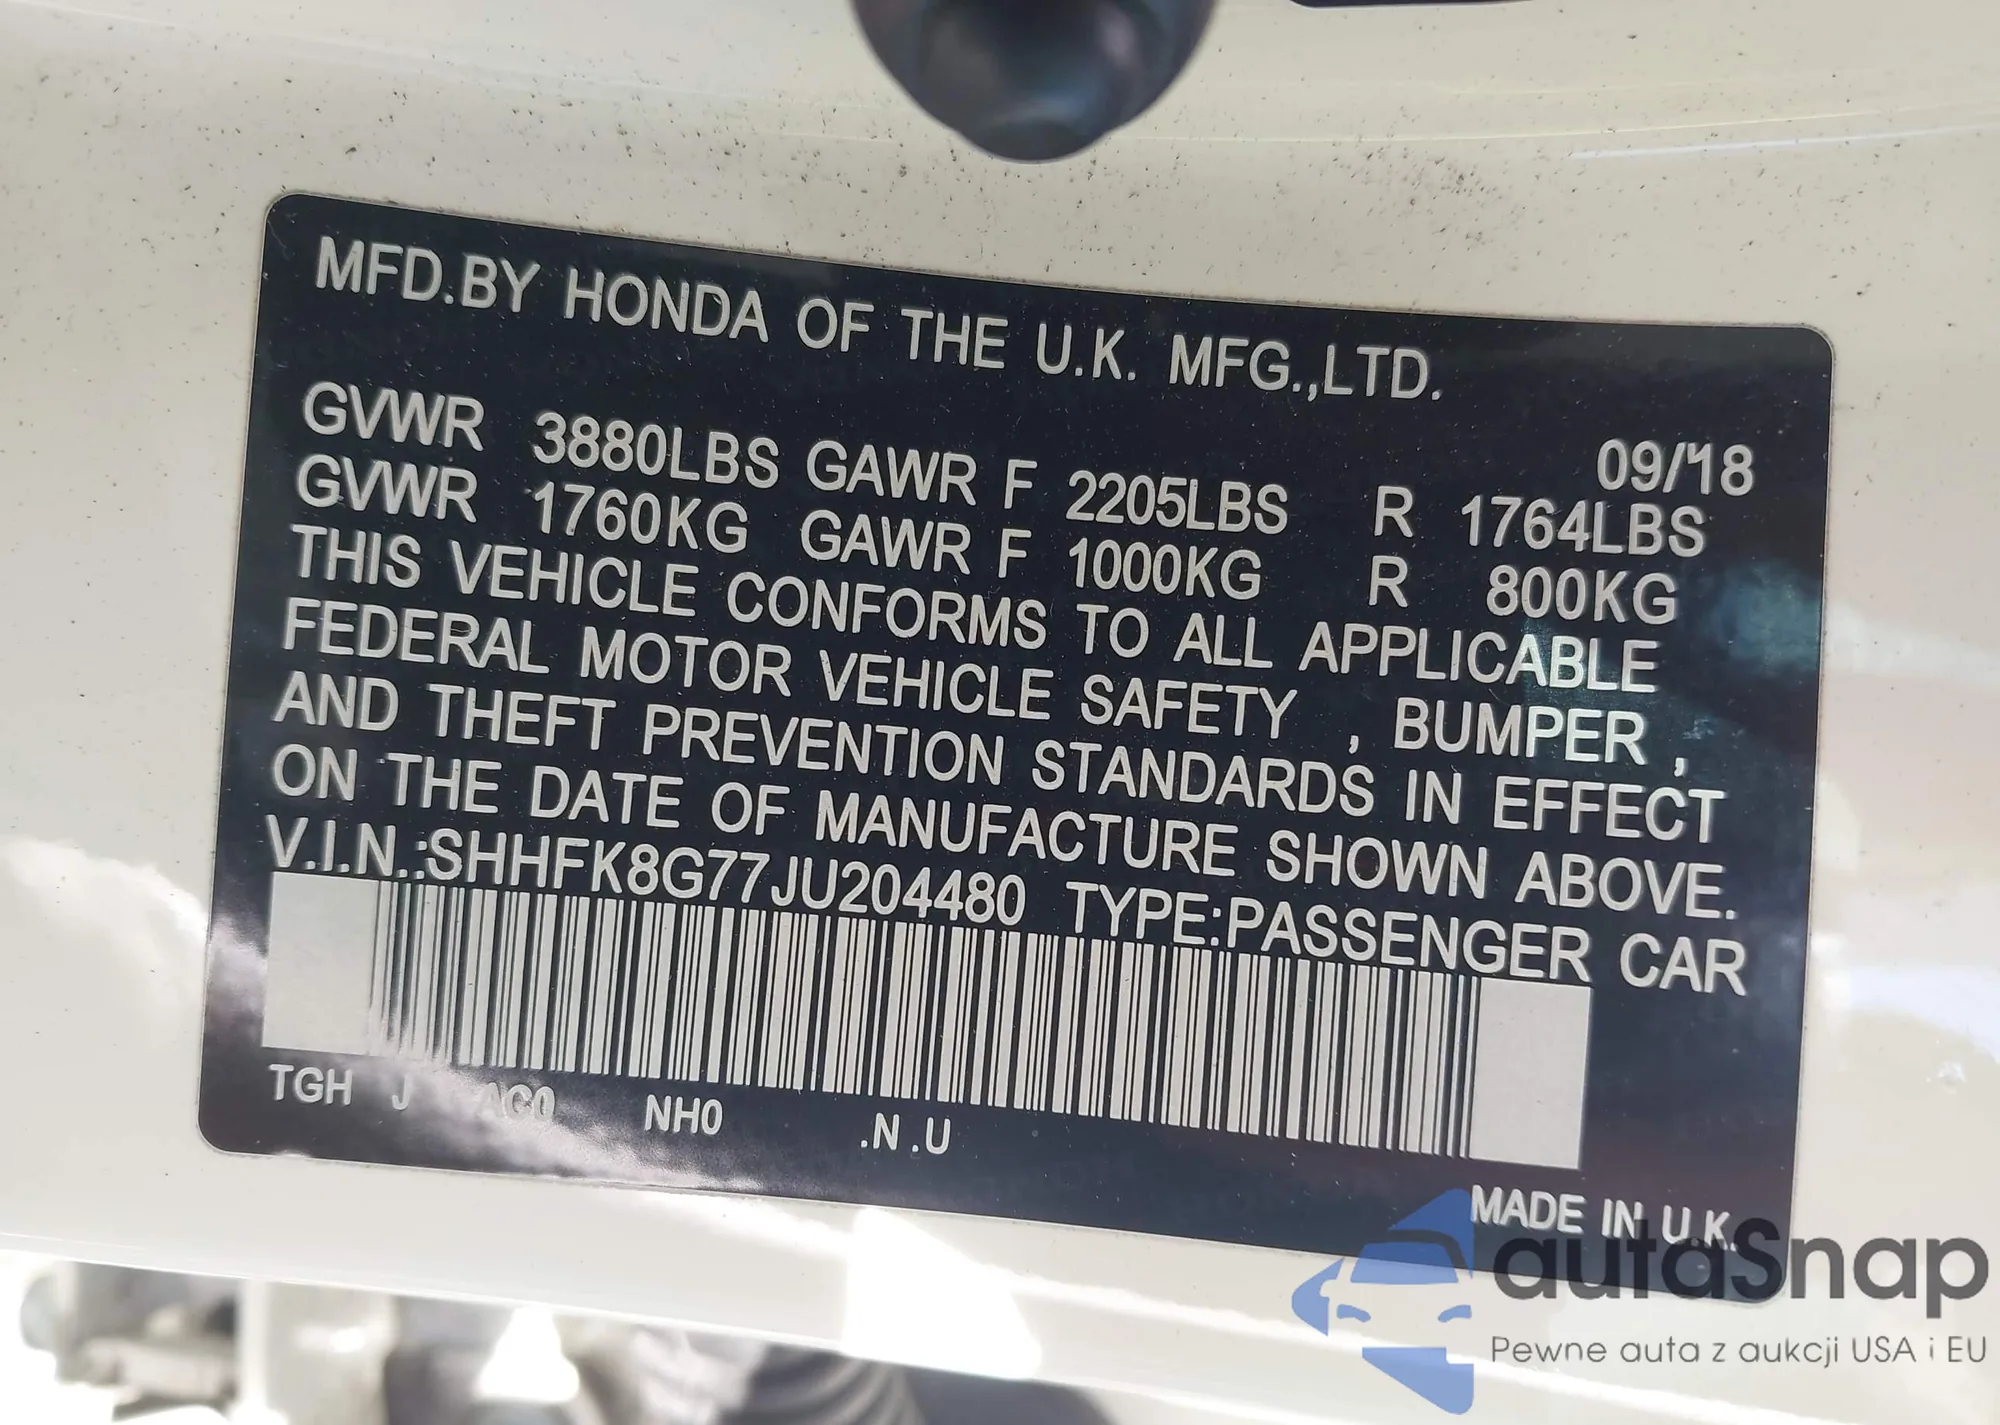 MFD.BY HONDA OF THE U.K. MFG.,LTD.
09/'18
GVWR 3880LBS GAWR F 2205LBS R 1764LBS
GVWR 1760KG GAWR F 1000KG R 800KG
THIS VEHICLE CONFORMS TO ALL APPLICABLE
FEDERAL MOTOR VEHICLE SAFETY , BUMPER ,
AND THEFT PREVENTION STANDARDS IN EFFECT
ON THE DATE OF MANUFACTURE SHOWN ABOVE.
V.I.N.:SHHFK8G77JU204480 TYPE:PASSENGER CAR
TGH J AC0 NH0 .N.U
MADE IN U.K.
autaSnap
Pewne auta z aukcji USA i EU